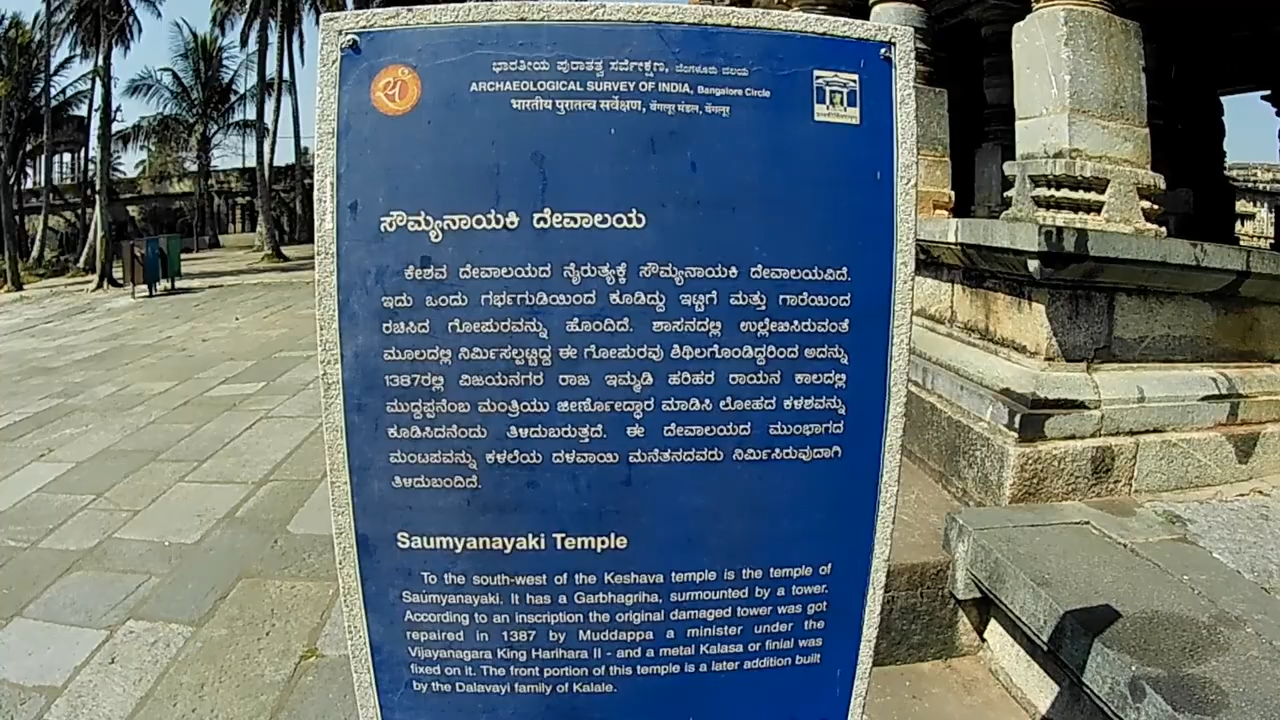 ಭಾರತೀಯ ಪುರಾತತ್ವ ಸರ್ವೇಕ್ಷಣ, ಬೆಂಗಳೂರು ವಲಯ
ARCHAEOLOGICAL SURVEY OF INDIA, Bangalore Circle
भारतीय पुरातत्व सर्वेक्षण, बेंगलूर मंडल, बेंगलूर
ಸೌಮ್ಯನಾಯಕಿ ದೇವಾಲಯ
ಕೇಶವ ದೇವಾಲಯದ ನೈರುತ್ಯಕ್ಕೆ ಸೌಮ್ಯನಾಯಕಿ ದೇವಾಲಯವಿದೆ.
ಇದು ಒಂದು ಗರ್ಭಗುಡಿಯಿಂದ ಕೂಡಿದ್ದು ಇಟ್ಟಿಗೆ ಮತ್ತು ಗಾರೆಯಿಂದ
ರಚಿಸಿದ ಗೋಪುರವನ್ನು ಹೊಂದಿದೆ. ಶಾಸನದಲ್ಲಿ ಉಲ್ಲೇಖಿಸಿರುವಂತೆ
ಮೂಲದಲ್ಲಿ ನಿರ್ಮಿಸಲ್ಪಟ್ಟಿದ್ದ ಈ ಗೋಪುರವು ಶಿಥಿಲಗೊಂಡಿದ್ದರಿಂದ ಅದನ್ನು
1387ರಲ್ಲಿ ವಿಜಯನಗರ ರಾಜ ಇಮ್ಮಡಿ ಹರಿಹರ ರಾಯನ ಕಾಲದಲ್ಲಿ
ಮುದ್ದಪ್ಪನೆಂಬ ಮಂತ್ರಿಯು ಜೀರ್ಣೋದ್ಧಾರ ಮಾಡಿಸಿ ಲೋಹದ ಕಳಶವನ್ನು
ಕೂಡಿಸಿದನೆಂದು ತಿಳಿದುಬರುತ್ತದೆ. ಈ ದೇವಾಲಯದ ಮುಂಭಾಗದ
ಮಂಟಪವನ್ನು ಕಳಲೆಯ ದಳವಾಯಿ ಮನೆತನದವರು ನಿರ್ಮಿಸಿರುವುದಾಗಿ
ತಿಳಿದುಬಂದಿದೆ.
Saumyanayaki Temple
To the south-west of the Keshava temple is the temple of
Saumyanayaki. It has a Garbhagriha, surmounted by a tower.
According to an inscription the original damaged tower was got
repaired in 1387 by Muddappa a minister under the
Vijayanagara King Harihara II - and a metal Kalasa or finial was
fixed on it. The front portion of this temple is a later addition built
by the Dalavayi family of Kalale.